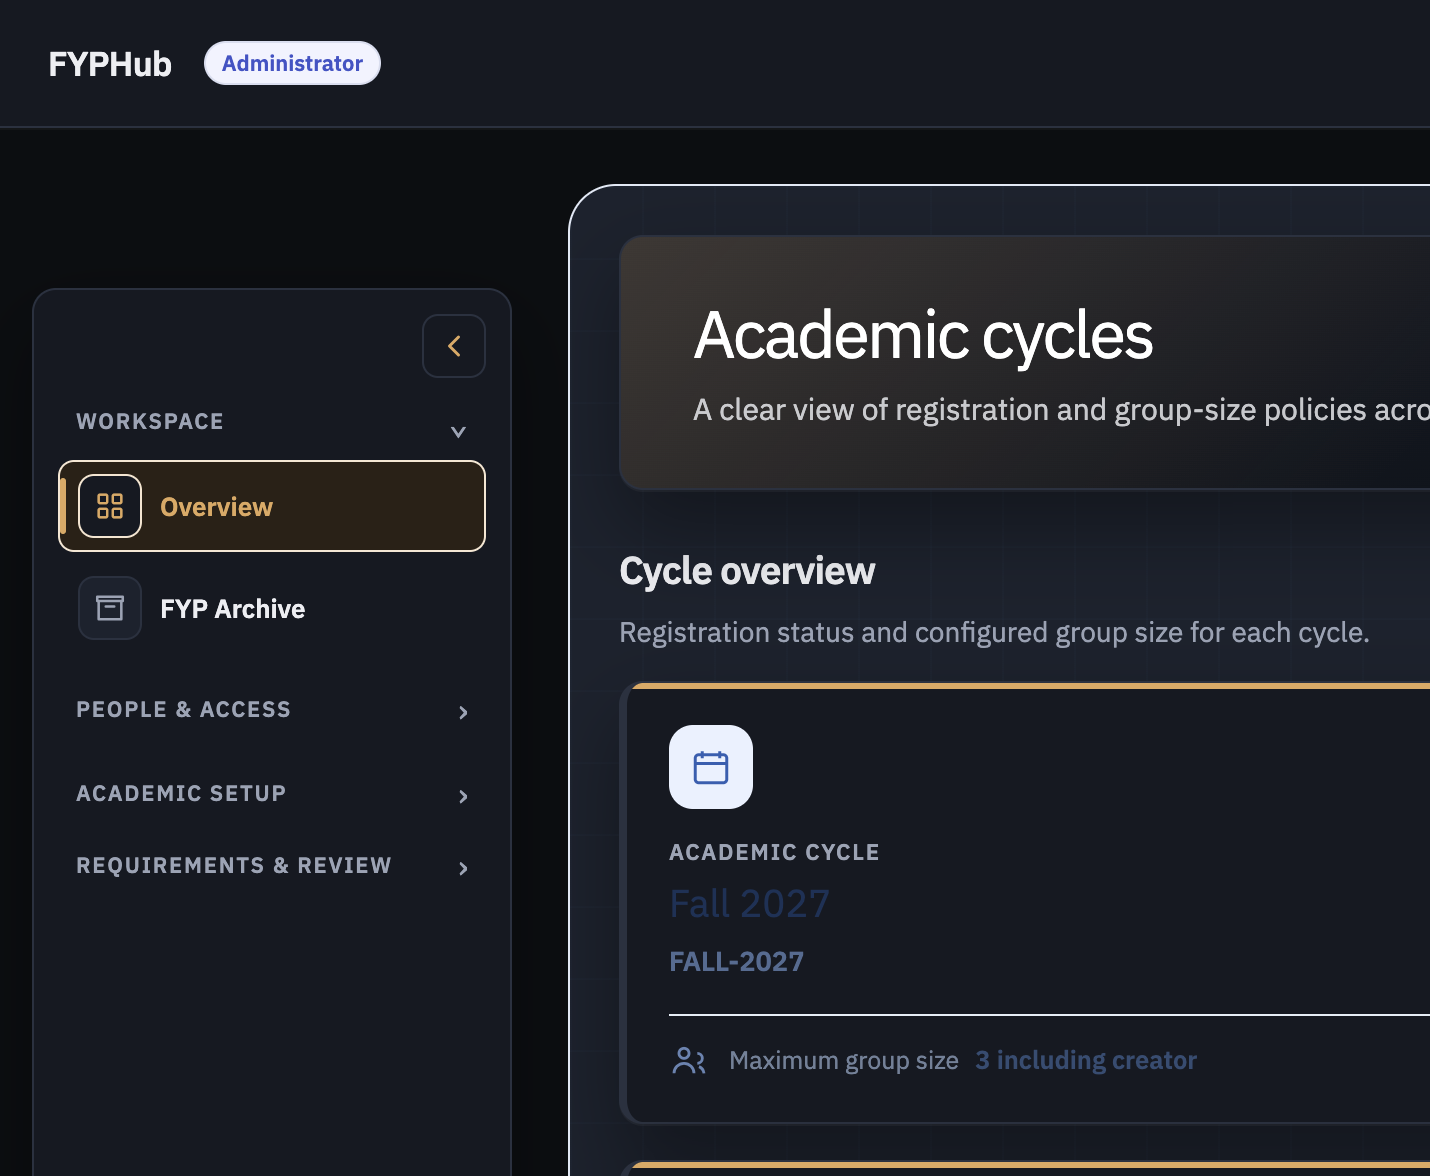 FYPHub
Administrator
WORKSPACE
Overview
FYP Archive
PEOPLE & ACCESS
ACADEMIC SETUP
REQUIREMENTS & REVIEW
Academic cycles
A clear view of registration and group-size policies acro
Cycle overview
Registration status and configured group size for each cycle.
ACADEMIC CYCLE
Fall 2027
FALL-2027
Maximum group size 3 including creator